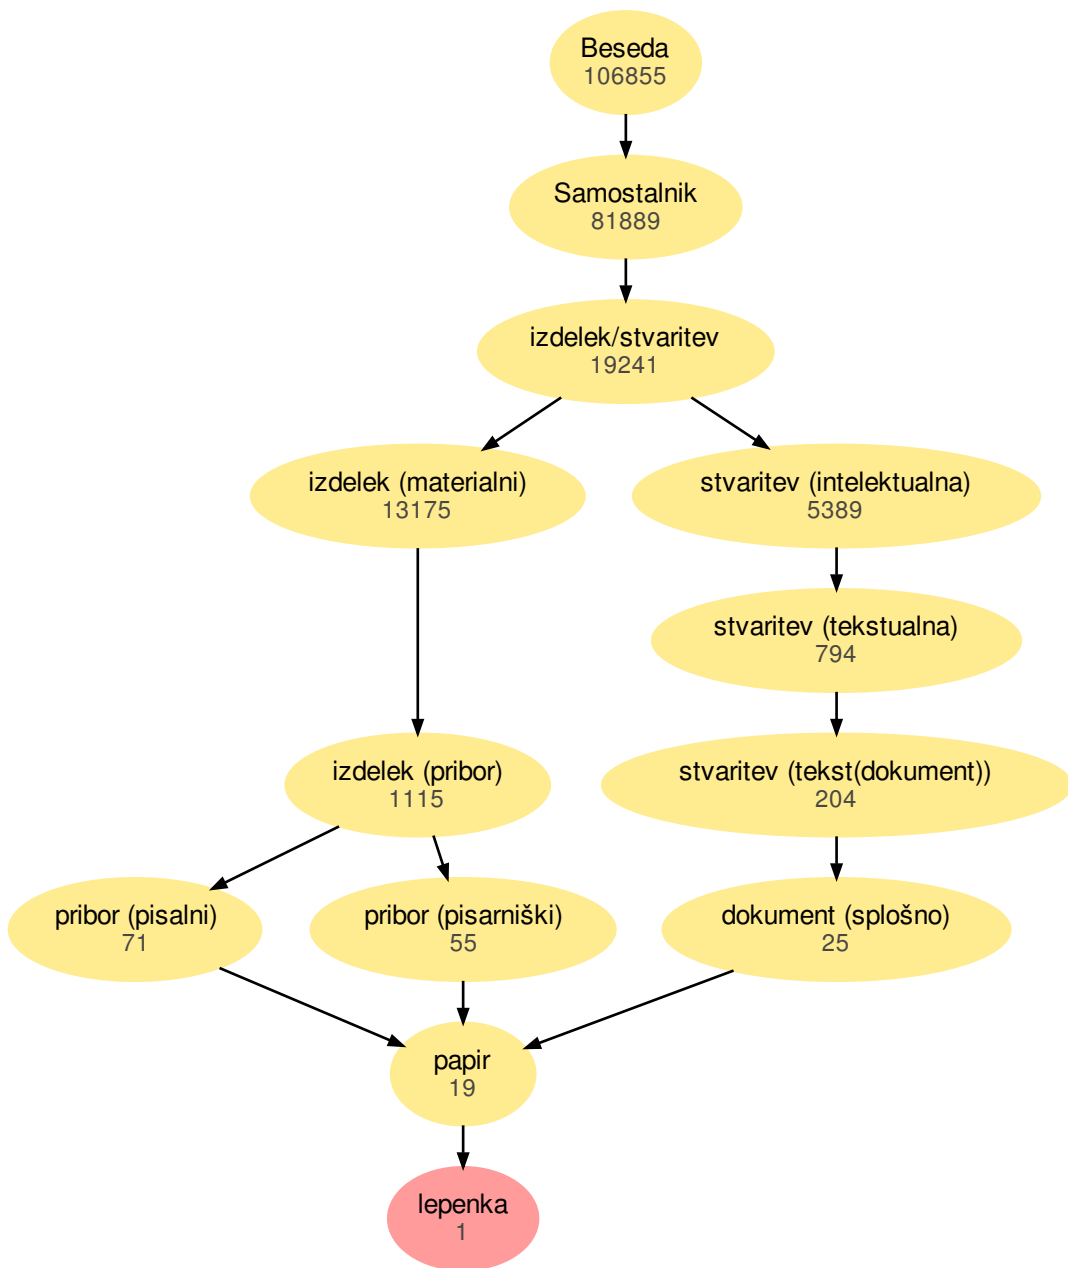 Beseda
106855
Samostalnik
81889
izdelek/stvaritev
19241
izdelek (materialni)
13175
stvaritev (intelektualna)
5389
stvaritev (tekstualna)
794
izdelek (pribor)
1115
stvaritev (tekst(dokument))
204
pribor (pisalni)
71
pribor (pisarniški)
55
dokument (splošno)
25
papir
19
lepenka
1